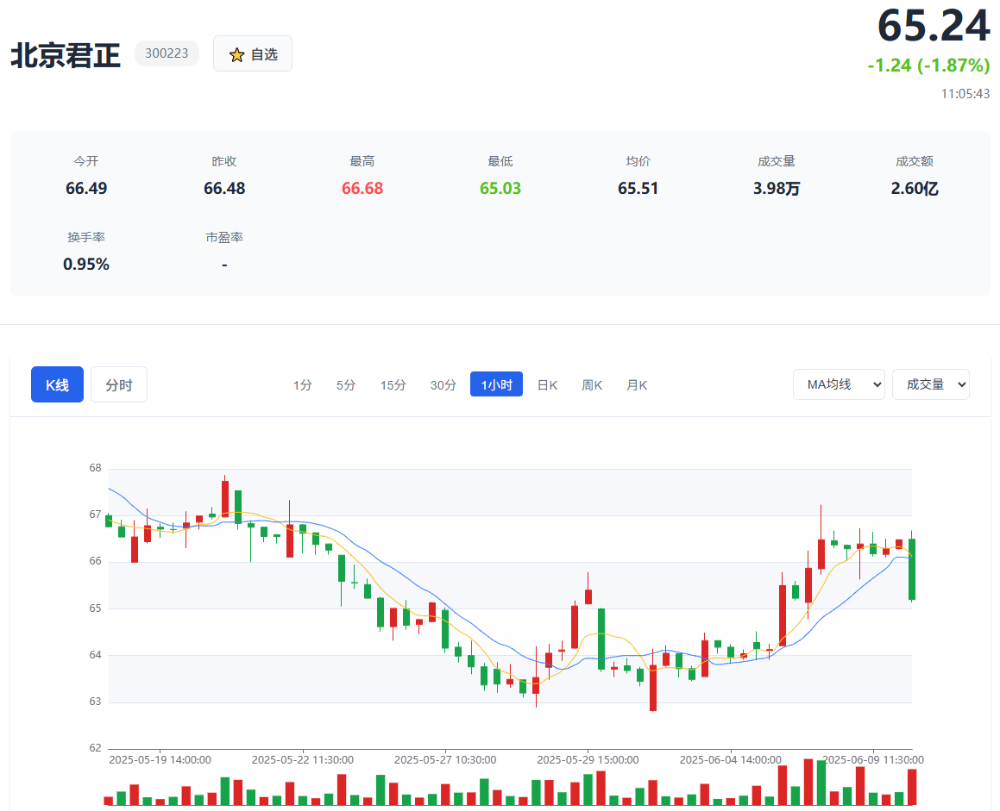 北京君正 300223 自选
65.24
-1.24 (-1.87%)
11:05:43
今开 昨收 最高 最低 均价 成交量 成交额
66.49 66.48 66.68 65.03 65.51 3.98万 2.60亿
换手率 市盈率
0.95% -
K线 分时 1分 5分 15分 30分 1小时 日K 周K 月K MA均线 成交量
68
67
66
65
64
63
62
2025-05-19 14:00:00 2025-05-22 11:30:00 2025-05-27 10:30:00 2025-05-29 15:00:00 2025-06-04 14:00:00 2025-06-09 11:30:00